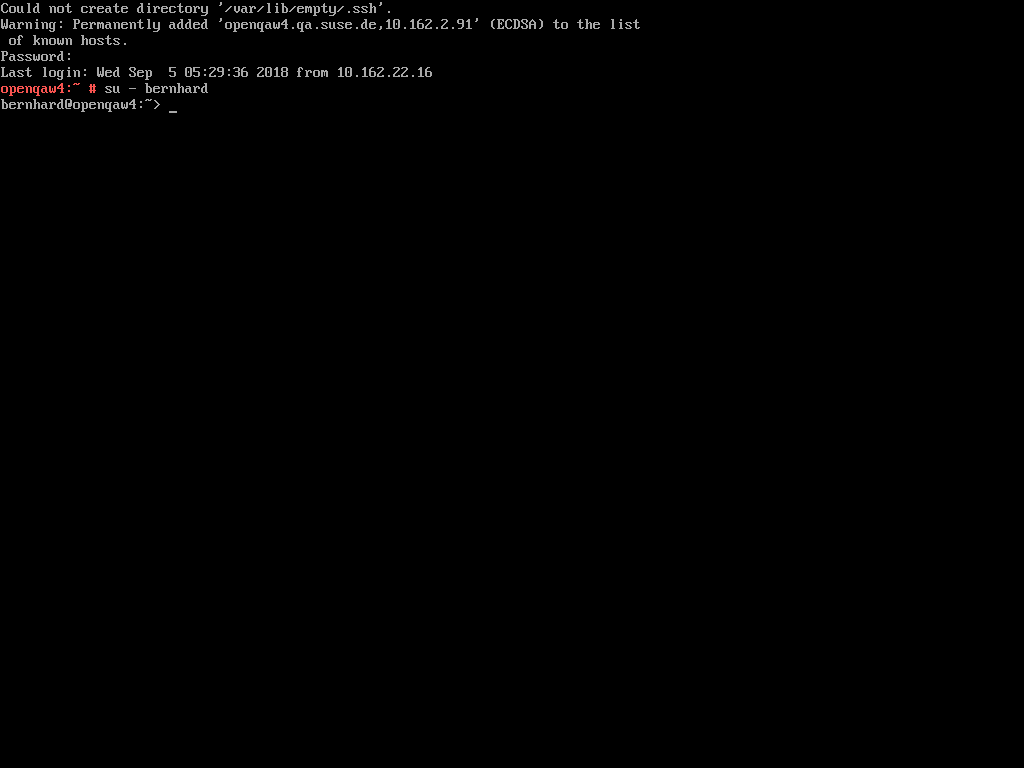 Could not create directory '/var/lib/empty/.ssh'.
Warning: Permanently added 'openqaw4.qa.suse.de,10.162.2.91' (ECDSA) to the list
 of known hosts.
Password:
Last login: Wed Sep  5 05:29:36 2018 from 10.162.22.16
openqaw4:~ # su - bernhard
bernhard@openqaw4:~> _